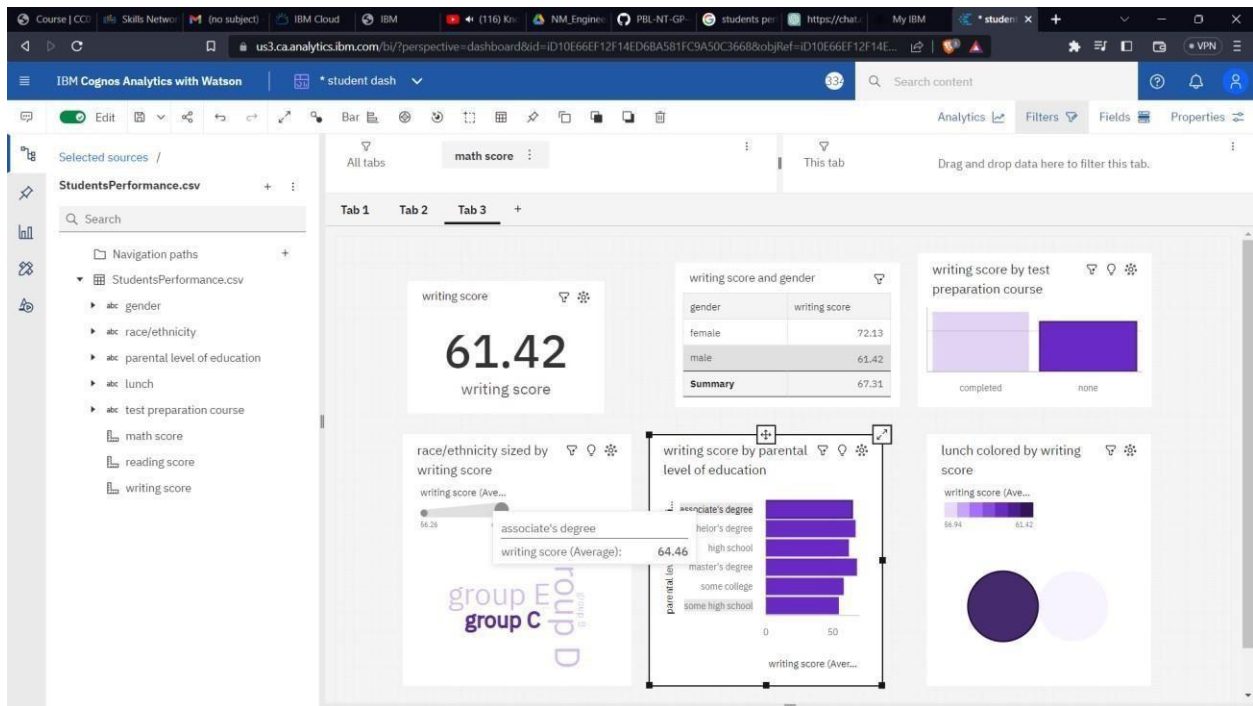 Course | CC
Skills Networ
(no subject)
IBM Cloud
IBM
(116) Kno
NM_Enginee
PBL-NT-GP-
students per
https://chat.
My IBM
* studen
us3.ca.analytics.ibm.com/bi/?perspective=dashboard&id=iD10E66EF12F14ED6BA581FC9A50C3668&objRef=iD10E66EF12F14E...
VPN
IBM Cognos Analytics with Watson
* student dash
Search content
Edit
Bar
Analytics
Filters
Fields
Properties
Selected sources /
StudentsPerformance.csv
Search
Navigation paths
StudentsPerformance.csv
abc gender
abc race/ethnicity
abc parental level of education
abc lunch
abc test preparation course
math score
reading score
writing score
All tabs
math score
This tab
Drag and drop data here to filter this tab.
Tab 1 Tab 2 Tab 3 +
writing score
61.42
writing score
writing score and gender
gender writing score
female 72.13
male 61.42
Summary 67.31
writing score by test
preparation course
completed none
race/ethnicity sized by
writing score
writing score (Ave...
56.26
group E
group C
group D
associate's degree
writing score (Average): 64.46
writing score by parental
level of education
associate's degree
helor's degree
high school
master's degree
some college
some high school
0 50
writing score (Aver...
lunch colored by writing
score
writing score (Ave...
56.94 61.42